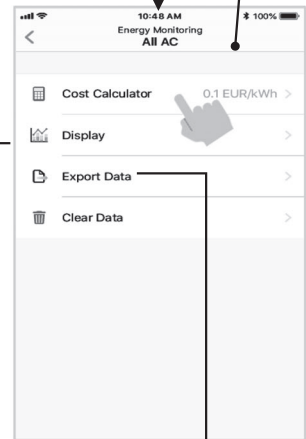 10:48 AM
100%
Energy Monitoring
All AC
Cost Calculator 0.1 EUR/kWh >
Display >
Export Data >
Clear Data >